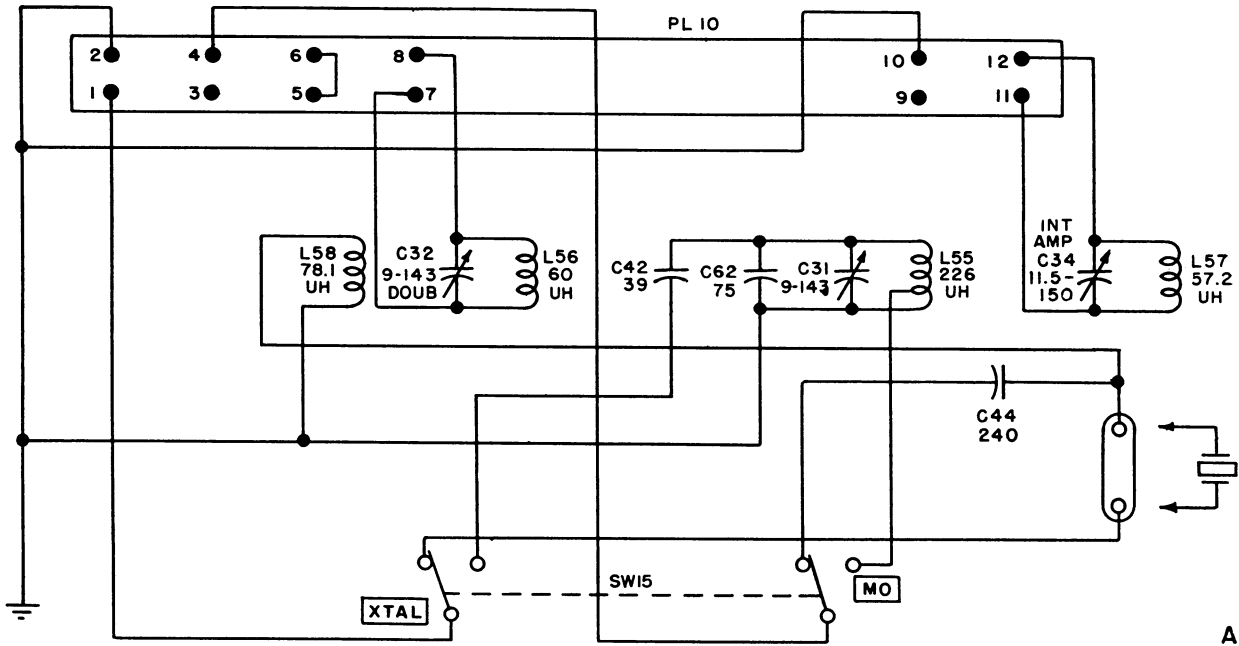 PL 10
2
4
6
8
10
12
1
3
5
7
9
11
L58
78.1
UH
C32
9-143
DOUB
L56
60
UH
C42
39
C62
75
C31
9-143
L55
226
UH
INT
AMP
C34
11.5-
150
L57
57.2
UH
C44
240
SW15
XTAL
MO
A